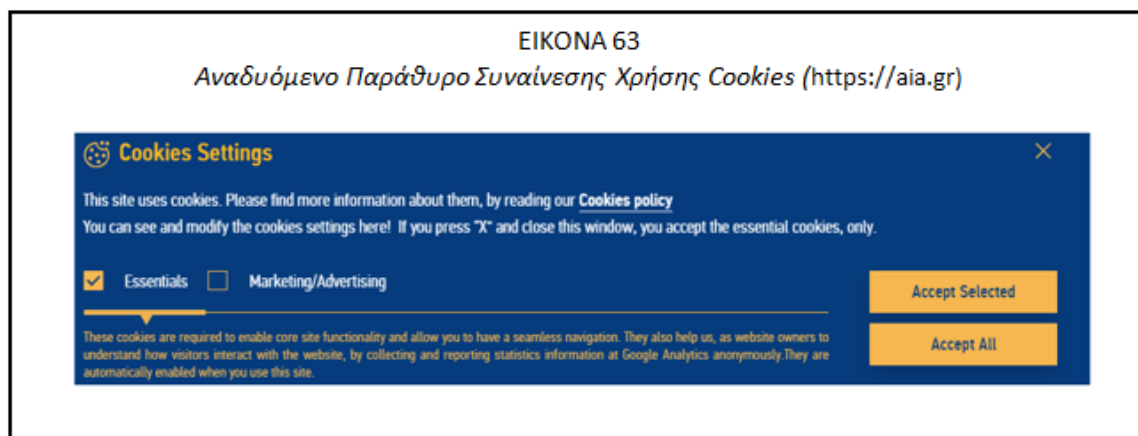 ΕΙΚΟΝΑ 63
Αναδυόμενο Παράθυρο Συναίνεσης Χρήσης Cookies (https://aia.gr)
Cookies Settings
This site uses cookies. Please find more information about them, by reading our Cookies policy
You can see and modify the cookies settings here! If you press "X" and close this window, you accept the essential cookies, only.
Essentials Marketing/Advertising
Accept Selected
These cookies are required to enable core site functionality and allow you to have a seamless navigation. They also help us, as website owners to
understand how visitors interact with the website, by collecting and reporting statistics information at Google Analytics anonymously.They are
automatically enabled when you use this site.
Accept All